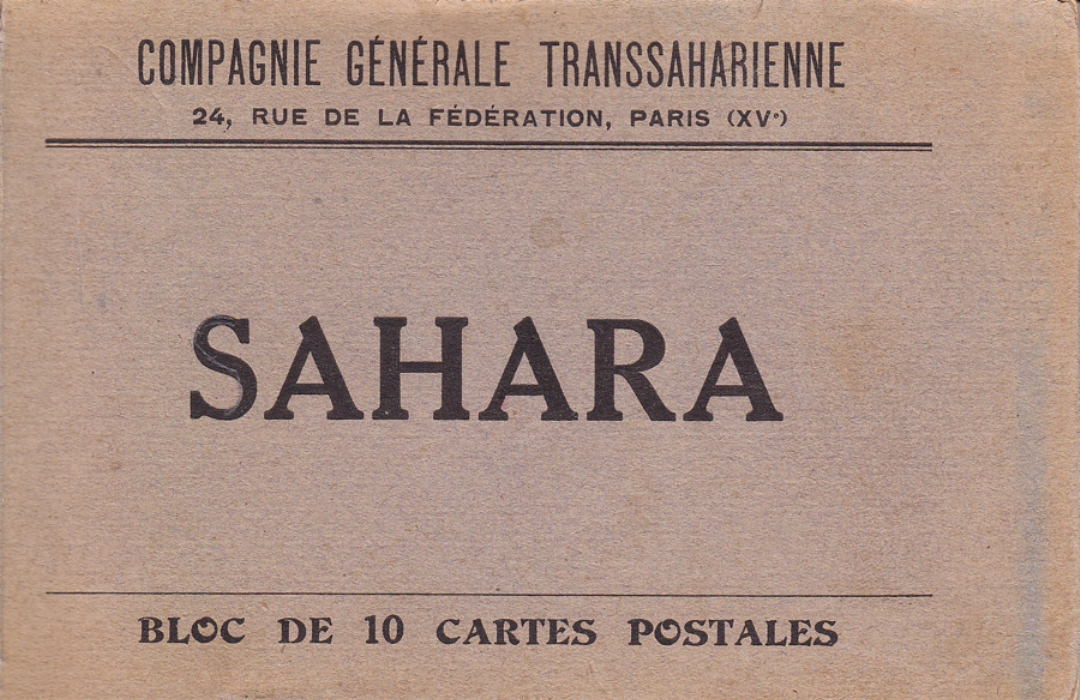 COMPAGNIE GÉNÉRALE TRANSSAHARIENNE
24, RUE DE LA FÉDÉRATION, PARIS (XVe)
SAHARA
BLOC DE 10 CARTES POSTALES